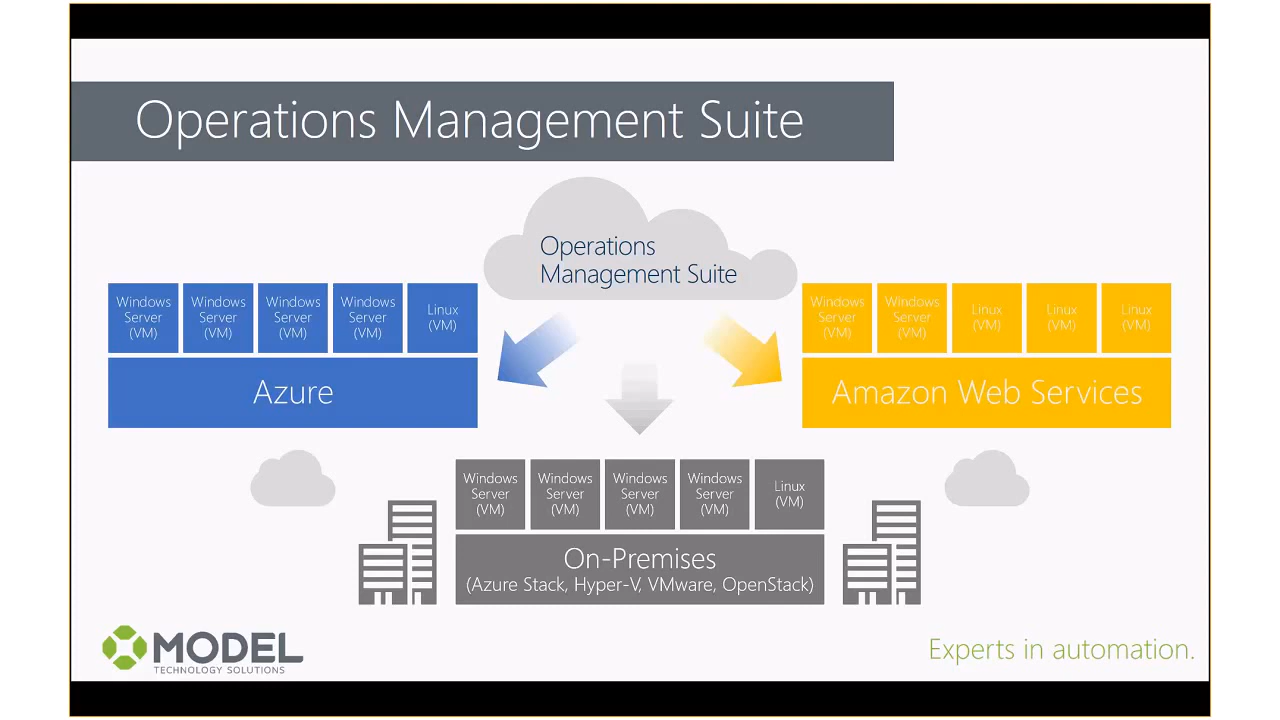 Operations Management Suite
Operations
Management Suite
Windows
Server
(VM)
Windows
Server
(VM)
Windows
Server
(VM)
Windows
Server
(VM)
Linux
(VM)
Azure
Windows
Server
(VM)
Windows
Server
(VM)
Linux
(VM)
Linux
(VM)
Linux
(VM)
Amazon Web Services
Windows
Server
(VM)
Windows
Server
(VM)
Windows
Server
(VM)
Windows
Server
(VM)
Linux
(VM)
On-Premises
(Azure Stack, Hyper-V, VMware, OpenStack)
MODEL
TECHNOLOGY SOLUTIONS
Experts in automation.